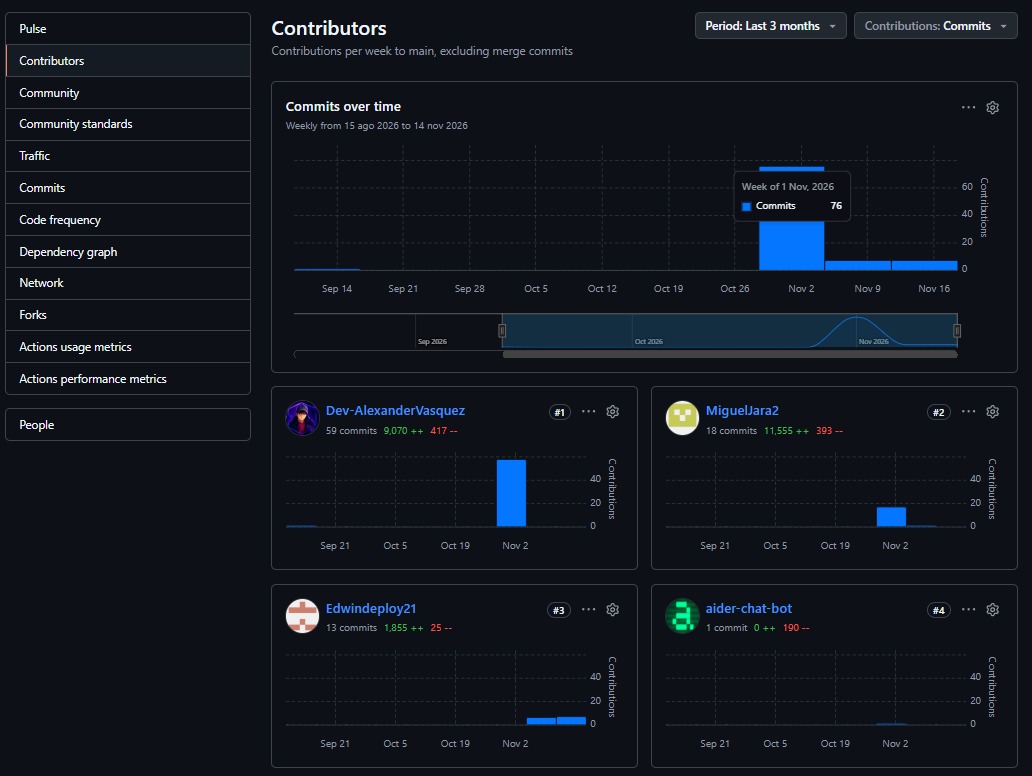 Pulse
Contributors
Community
Community standards
Traffic
Commits
Code frequency
Dependency graph
Network
Forks
Actions usage metrics
Actions performance metrics
People
Contributors
Contributions per week to main, excluding merge commits
Period: Last 3 months
Contributions: Commits
Commits over time
Weekly from 15 ago 2026 to 14 nov 2026
Week of 1 Nov, 2026
Commits 76
60
40
20
0
Contributions
Sep 14 Sep 21 Sep 28 Oct 5 Oct 12 Oct 19 Oct 26 Nov 2 Nov 9 Nov 16
Sep 2026 Oct 2026 Nov 2026
Dev-AlexanderVasquez #1
59 commits 9,070 ++ 417 --
40
20
0
Contributions
Sep 21 Oct 5 Oct 19 Nov 2
MiguelJara2 #2
18 commits 11,555 ++ 393 --
40
20
0
Contributions
Sep 21 Oct 5 Oct 19 Nov 2
Edwindeploy21 #3
13 commits 1,855 ++ 25 --
40
20
0
Contributions
Sep 21 Oct 5 Oct 19 Nov 2
a
aider-chat-bot #4
1 commit 0 ++ 190 --
40
20
0
Contributions
Sep 21 Oct 5 Oct 19 Nov 2